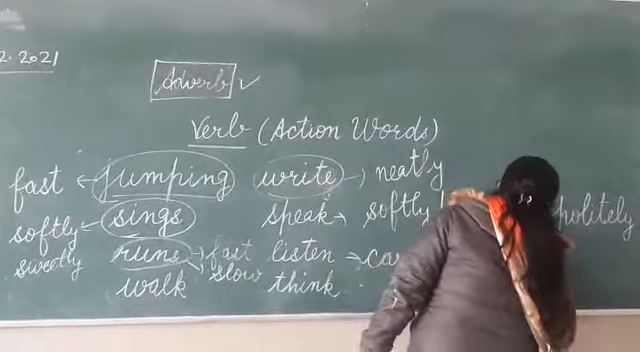 2.2021
Adverb ✓
Verb (Action Words)
fast ← jumping write → neatly
softly ← sings speak → softly politely
sweetly runs → fast listen →
walk slow think